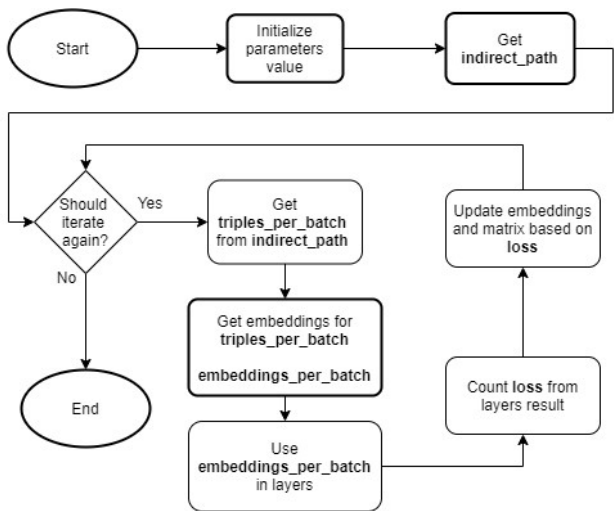 Start
Initialize
parameters
value
Get
indirect_path
Should
iterate
again?
Yes
No
Get
triples_per_batch
from indirect_path
Get embeddings for
triples_per_batch
embeddings_per_batch
Use
embeddings_per_batch
in layers
Count loss from
layers result
Update embeddings
and matrix based on
loss
End